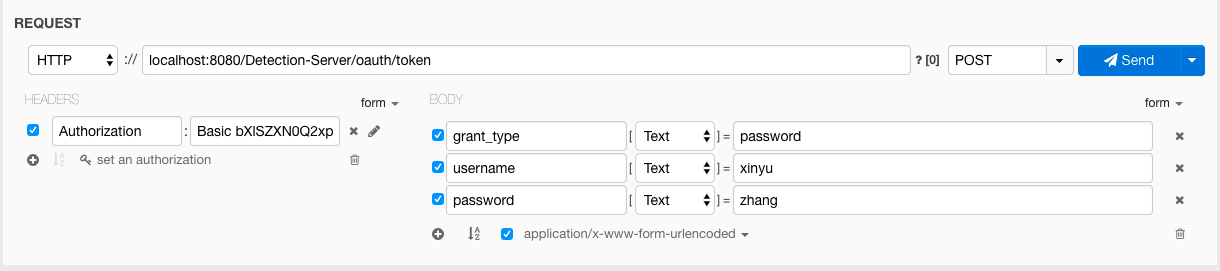 REQUEST
HTTP :// localhost:8080/Detection-Server/oauth/token ? [0] POST Send
HEADERS form
Authorization : Basic bXlSZXN0Q2xp
set an authorization
BODY form
grant_type [ Text ] = password
username [ Text ] = xinyu
password [ Text ] = zhang
A Z application/x-www-form-urlencoded